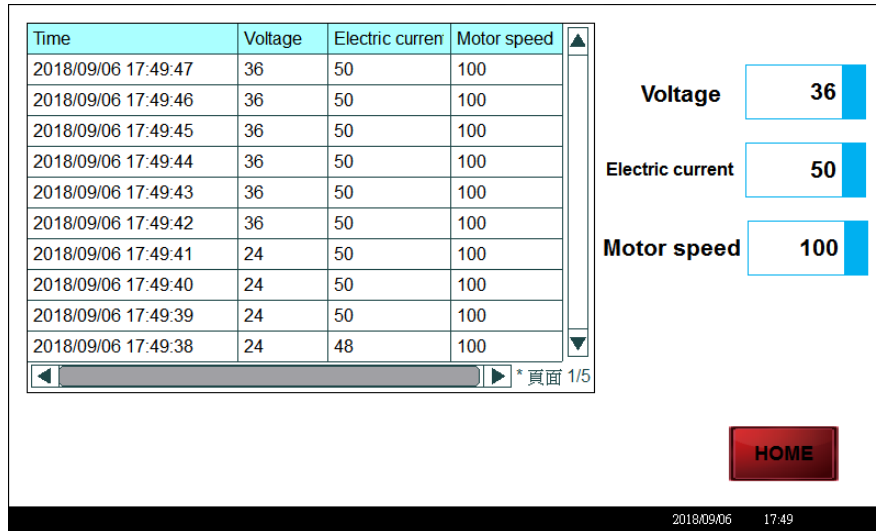 Time Voltage Electric curren Motor speed
2018/09/06 17:49:47 36 50 100
2018/09/06 17:49:46 36 50 100
2018/09/06 17:49:45 36 50 100
2018/09/06 17:49:44 36 50 100
2018/09/06 17:49:43 36 50 100
2018/09/06 17:49:42 36 50 100
2018/09/06 17:49:41 24 50 100
2018/09/06 17:49:40 24 50 100
2018/09/06 17:49:39 24 50 100
2018/09/06 17:49:38 24 48 100
* 頁面 1/5
Voltage 36
Electric current 50
Motor speed 100
HOME
2018/09/06 17:49